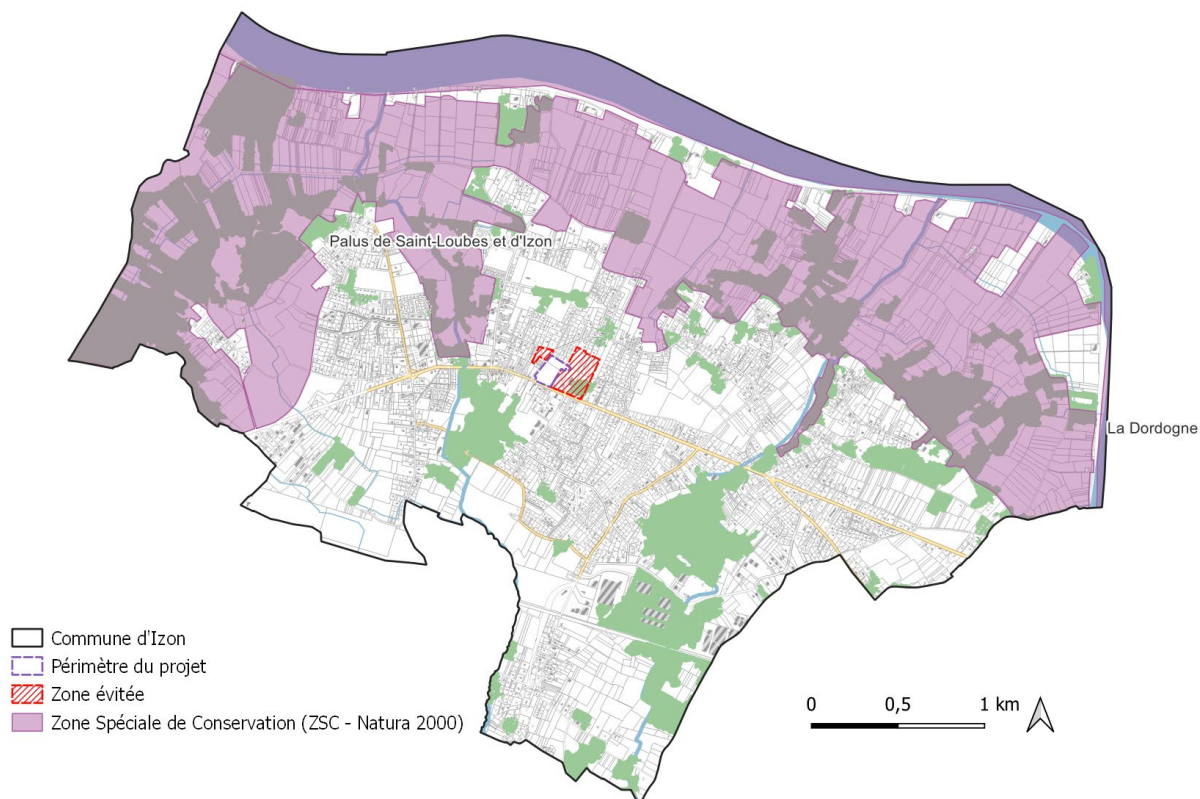 Palus de Saint-Loubes et d'Izon
La Dordogne
Commune d'Izon
Périmètre du projet
Zone évitée
Zone Spéciale de Conservation (ZSC - Natura 2000)
0 0,5 1 km